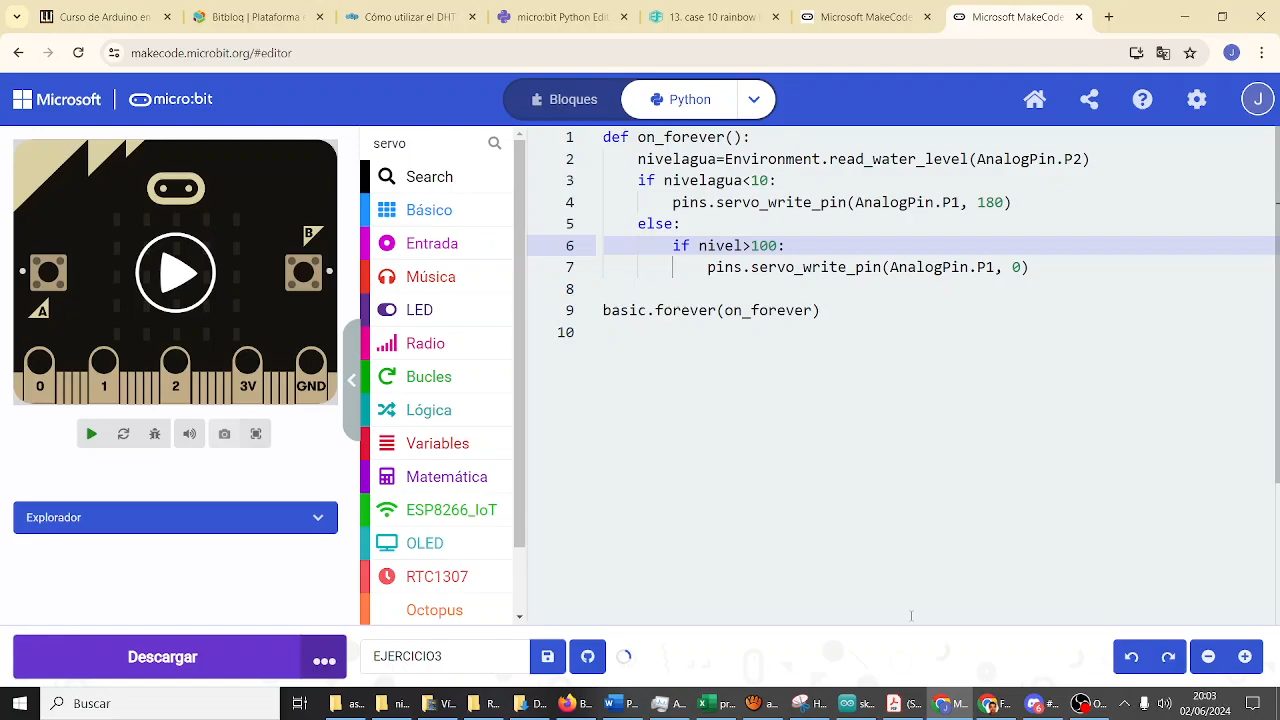 Curso de Arduino en
Bitbloq | Plataforma
Cómo utilizar el DHT
micro:bit Python Edi
13. case 10 rainbow
Microsoft MakeCode
Microsoft MakeCode
makecode.microbit.org/#editor
J
Microsoft
micro:bit
Bloques
Python
J
servo
Search
Básico
Entrada
Música
LED
Radio
Bucles
Lógica
Variables
Matemática
ESP8266_IoT
OLED
RTC1307
Octopus
A
B
0 1 2 3V GND
Explorador
1 def on_forever():
2 nivelagua=Environment.read_water_level(AnalogPin.P2)
3 if nivelagua<10:
4 pins.servo_write_pin(AnalogPin.P1, 180)
5 else:
6 if nivel>100:
7 pins.servo_write_pin(AnalogPin.P1, 0)
8
9 basic.forever(on_forever)
10
Descargar
EJERCICIO3
Buscar
20:03
02/06/2024